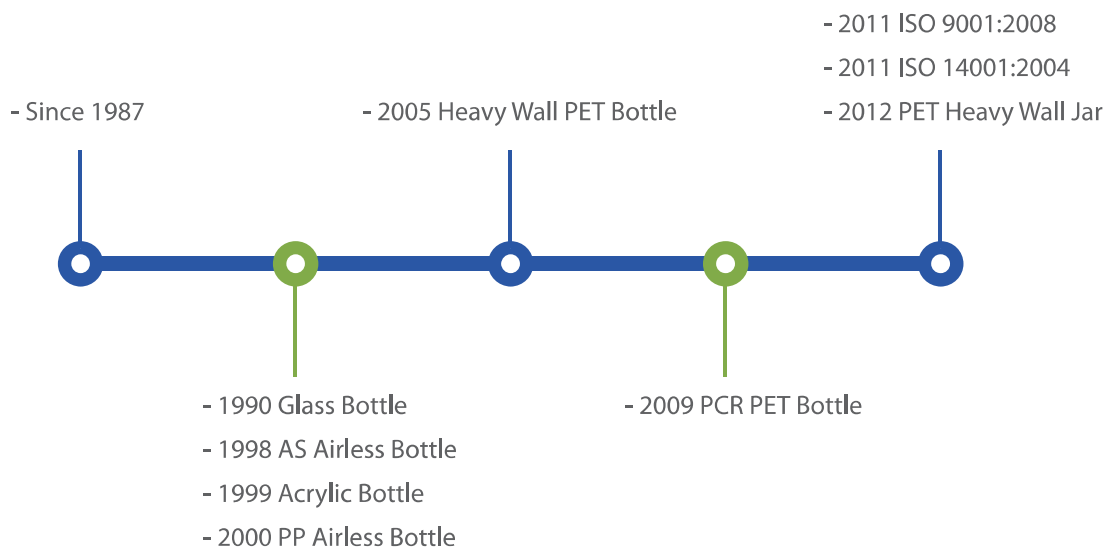 - Since 1987
- 1990 Glass Bottle
- 1998 AS Airless Bottle
- 1999 Acrylic Bottle
- 2000 PP Airless Bottle
- 2005 Heavy Wall PET Bottle
- 2009 PCR PET Bottle
- 2011 ISO 9001:2008
- 2011 ISO 14001:2004
- 2012 PET Heavy Wall Jar